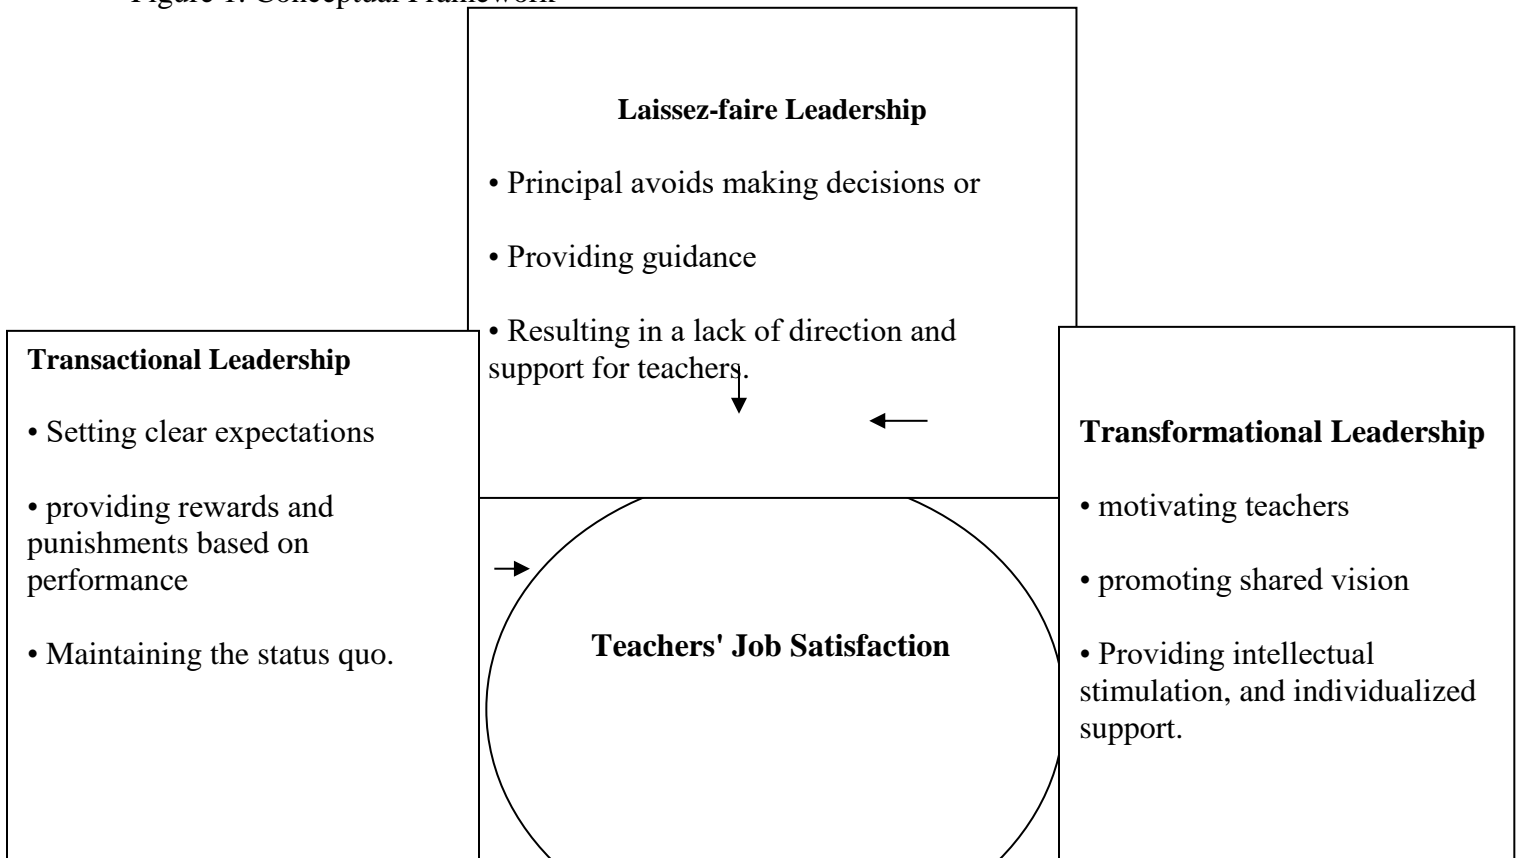 Figure 1. Conceptual Framework
Laissez-faire Leadership
• Principal avoids making decisions or
• Providing guidance
• Resulting in a lack of direction and
support for teachers.
Transactional Leadership
• Setting clear expectations
• providing rewards and
punishments based on
performance
• Maintaining the status quo.
Transformational Leadership
• motivating teachers
• promoting shared vision
• Providing intellectual
stimulation, and individualized
support.
Teachers' Job Satisfaction